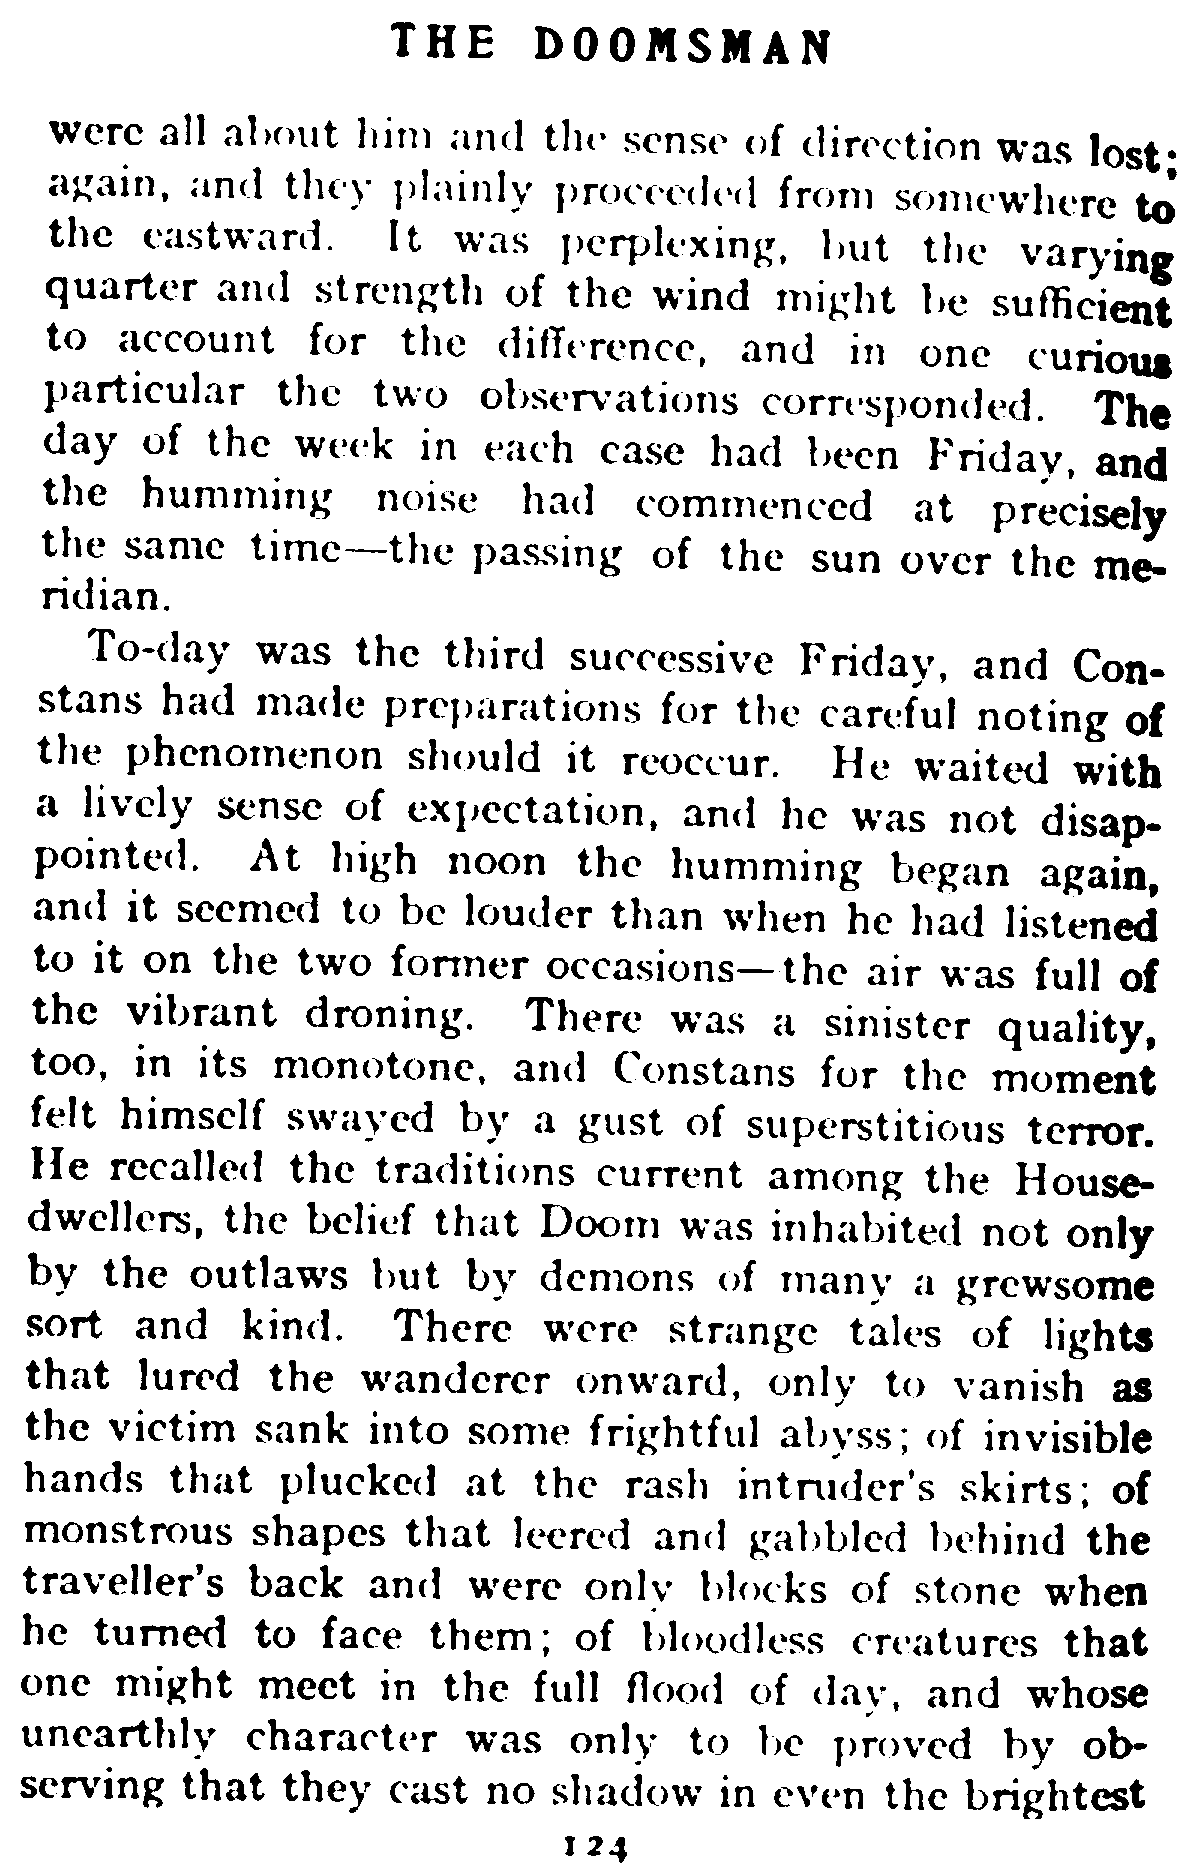 THE DOOMSMAN
were all about him and the sense of direction was lost;
again, and they plainly proceeded from somewhere to
the eastward. It was perplexing, but the varying
quarter and strength of the wind might be sufficient
to account for the difference, and in one curious
particular the two observations corresponded. The
day of the week in each case had been Friday, and
the humming noise had commenced at precisely
the same time—the passing of the sun over the me-
ridian.
To-day was the third successive Friday, and Con-
stans had made preparations for the careful noting of
the phenomenon should it reoccur. He waited with
a lively sense of expectation, and he was not disap-
pointed. At high noon the humming began again,
and it seemed to be louder than when he had listened
to it on the two former occasions—the air was full of
the vibrant droning. There was a sinister quality,
too, in its monotone, and Constans for the moment
felt himself swayed by a gust of superstitious terror.
He recalled the traditions current among the House-
dwellers, the belief that Doom was inhabited not only
by the outlaws but by demons of many a grewsome
sort and kind. There were strange tales of lights
that lured the wanderer onward, only to vanish as
the victim sank into some frightful abyss; of invisible
hands that plucked at the rash intruder's skirts; of
monstrous shapes that leered and gabbled behind the
traveller's back and were only blocks of stone when
he turned to face them; of bloodless creatures that
one might meet in the full flood of day, and whose
unearthly character was only to be proved by ob-
serving that they cast no shadow in even the brightest
124